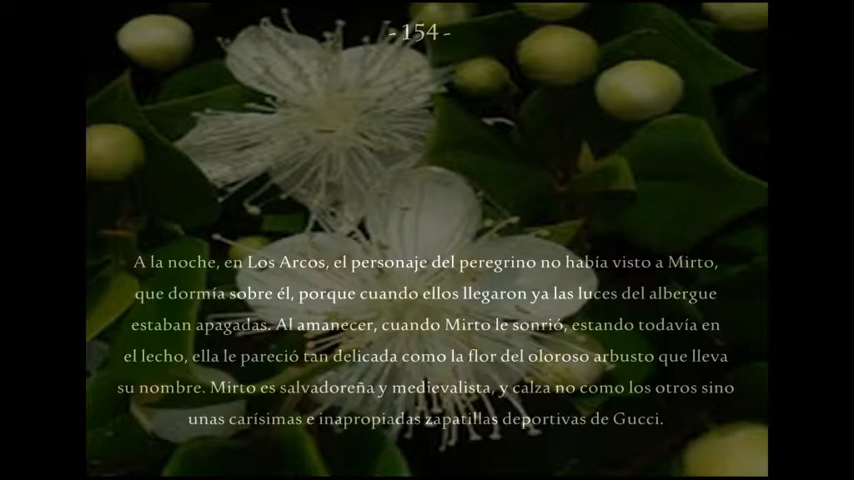 - 154 -
A la noche, en Los Arcos, el personaje del peregrino no había visto a Mirto,
que dormía sobre él, porque cuando ellos llegaron ya las luces del albergue
estaban apagadas. Al amanecer, cuando Mirto le sonrió, estando todavía en
el lecho, ella le pareció tan delicada como la flor del oloroso arbusto que lleva
su nombre. Mirto es salvadoreña y medievalista, y calza no como los otros sino
unas carísimas e inapropiadas zapatillas deportivas de Gucci.